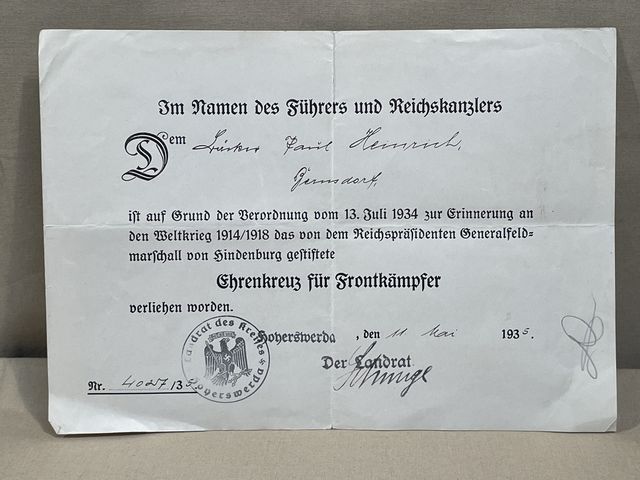 Im Namen des Führers und Reichskanzlers
Dem Paul Heinrich,
ist auf Grund der Verordnung vom 13. Juli 1934 zur Erinnerung an
den Weltkrieg 1914/1918 das von dem Reichspräsidenten Generalfeld-
marschall von Hindenburg gestiftete
Ehrenkreuz für Frontkämpfer
verliehen worden.
Landrat des Kreises Hoyerswerda
Hoyerswerda, den 11 Mai 1935.
Der Landrat
Nr. /35